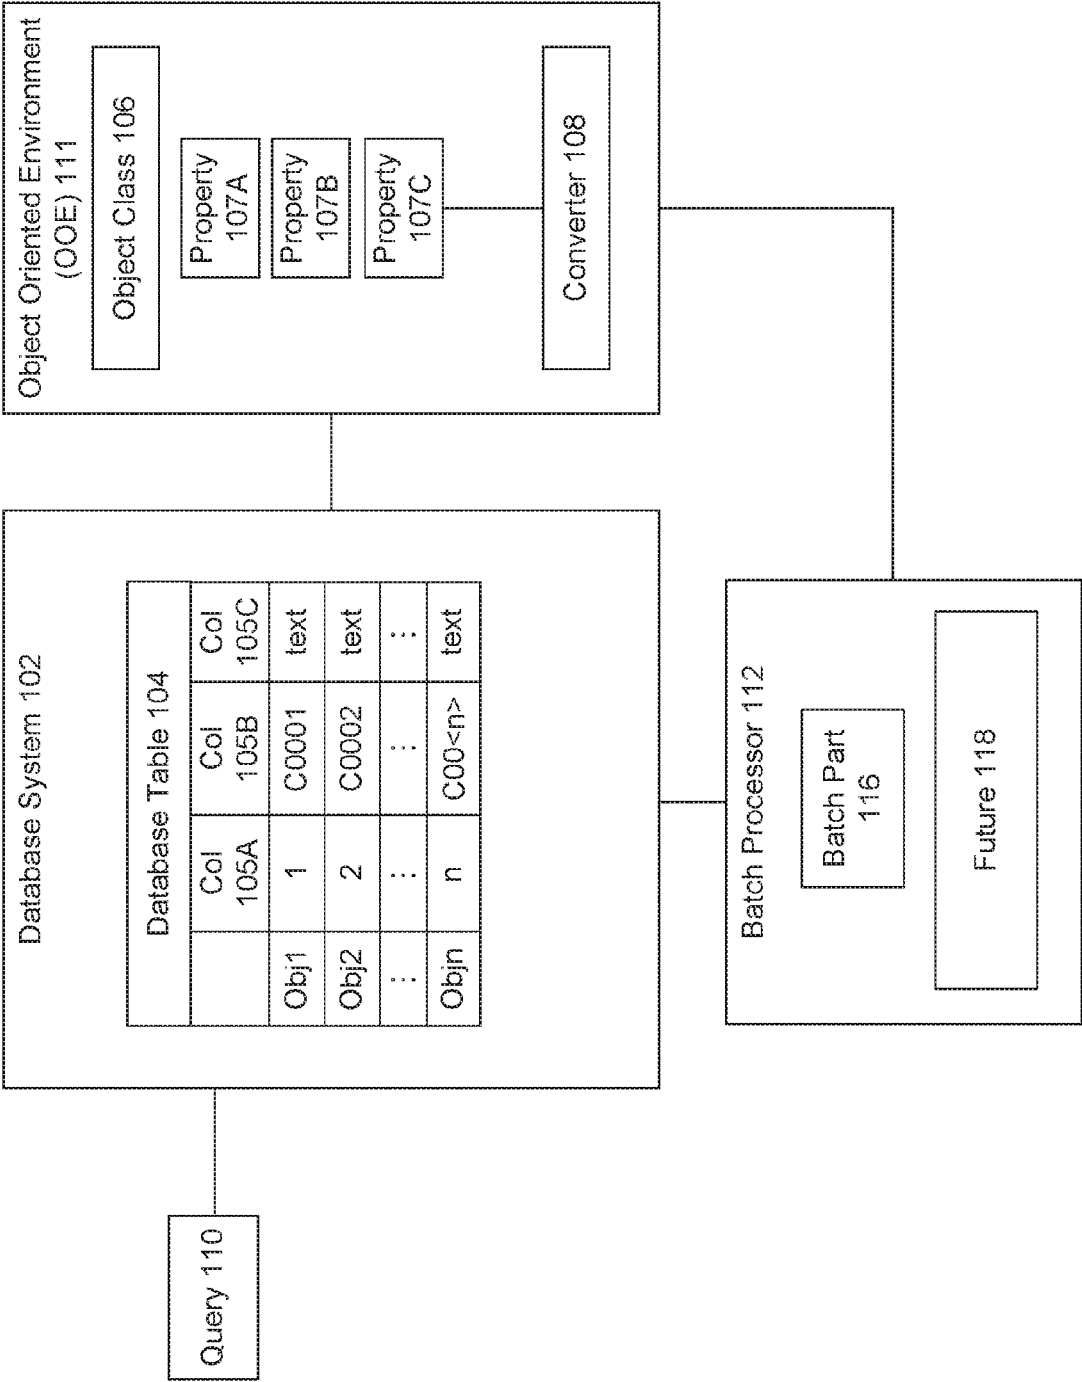 Query 110
Database System 102
Database Table 104
Col
105A
Col
105B
Col
105C
Obj1 1 C0001 text
Obj2 2 C0002 text
... ... ... ...
Objn n C00<n> text
Object Oriented Environment
(OOE) 111
Object Class 106
Property
107A
Property
107B
Property
107C
Converter 108
Batch Processor 112
Batch Part
116
Future 118